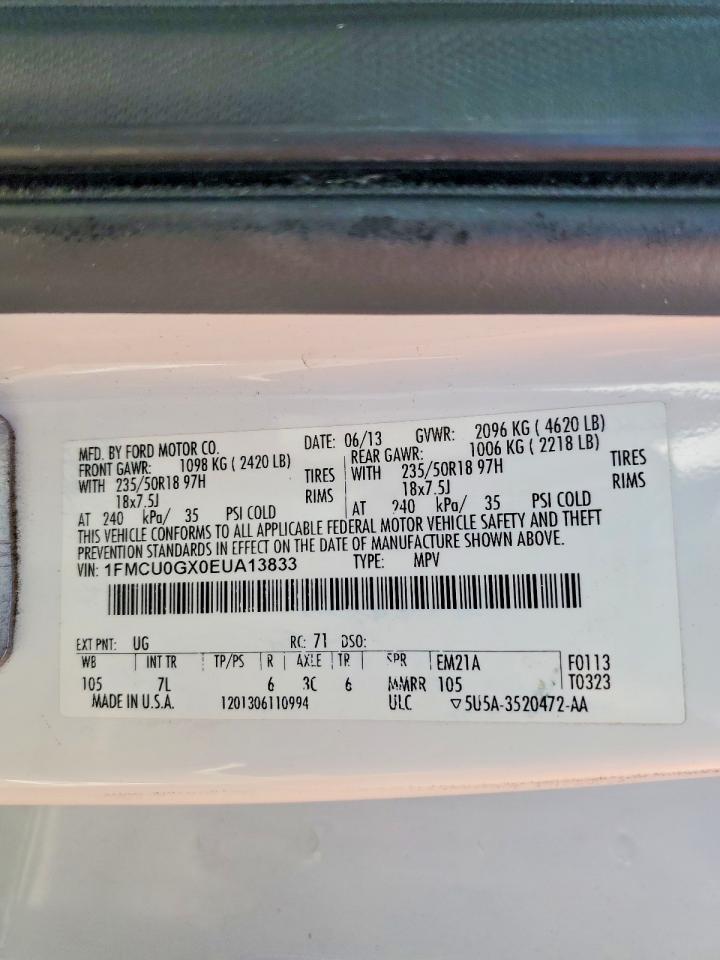 MFD. BY FORD MOTOR CO. DATE: 06/13 GVWR: 2096 KG ( 4620 LB)
FRONT GAWR: 1098 KG ( 2420 LB) REAR GAWR: 1006 KG ( 2218 LB)
WITH 235/50R18 97H TIRES WITH 235/50R18 97H TIRES
18x7.5J RIMS 18x7.5J RIMS
AT 240 kPa/ 35 PSI COLD AT 240 kPa/ 35 PSI COLD
THIS VEHICLE CONFORMS TO ALL APPLICABLE FEDERAL MOTOR VEHICLE SAFETY AND THEFT
PREVENTION STANDARDS IN EFFECT ON THE DATE OF MANUFACTURE SHOWN ABOVE.
VIN: 1FMCU0GX0EUA13833 TYPE: MPV
EXT PNT: UG RC: 71 DSO:
WB INT TR TP/PS R AXLE TR SPR EM21A F0113
105 7L 6 3C 6 MMRR 105 T0323
MADE IN U.S.A. 1201306110994 ULC ▽5U5A-3520472-AA